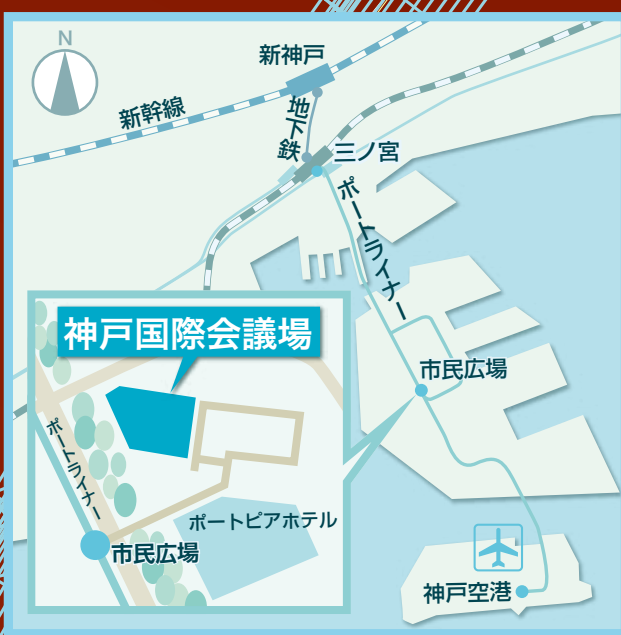 N
新神戸
新幹線
地下鉄
三ノ宮
ポートライナー
市民広場
神戸国際会議場
ポートライナー
ポートピアホテル
市民広場
神戸空港